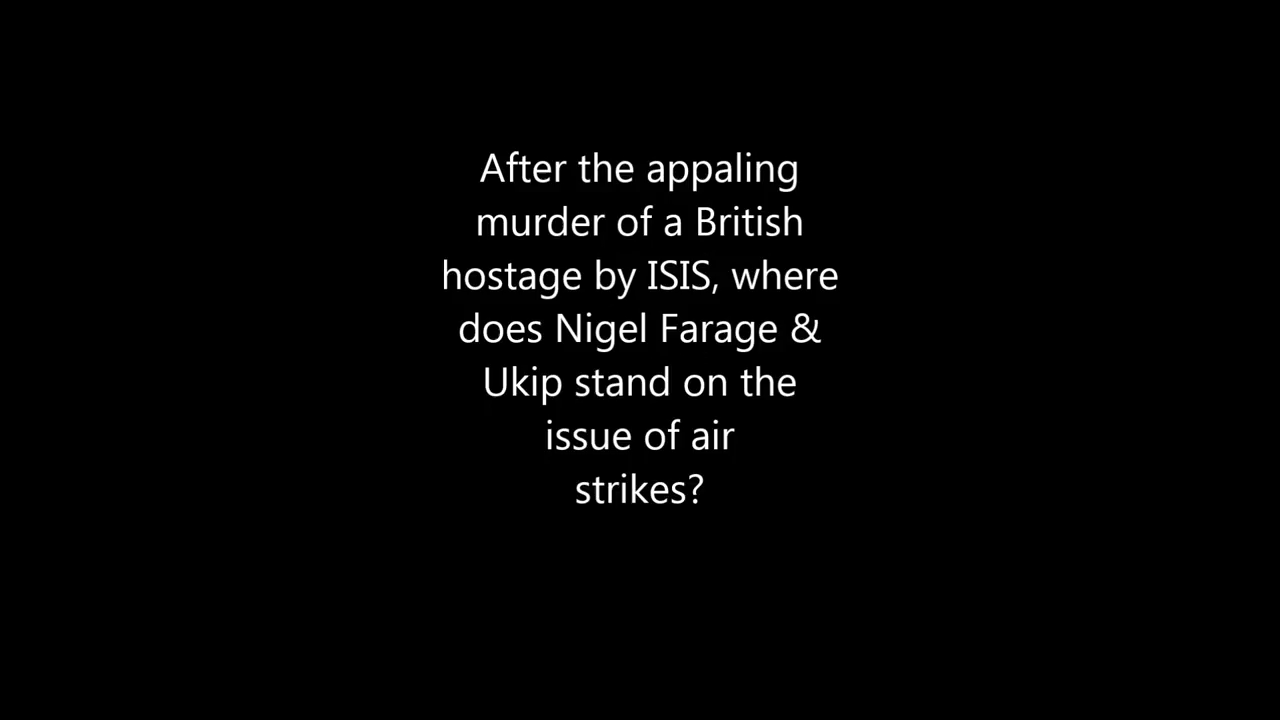 After the appaling
murder of a British
hostage by ISIS, where
does Nigel Farage &
Ukip stand on the
issue of air
strikes?